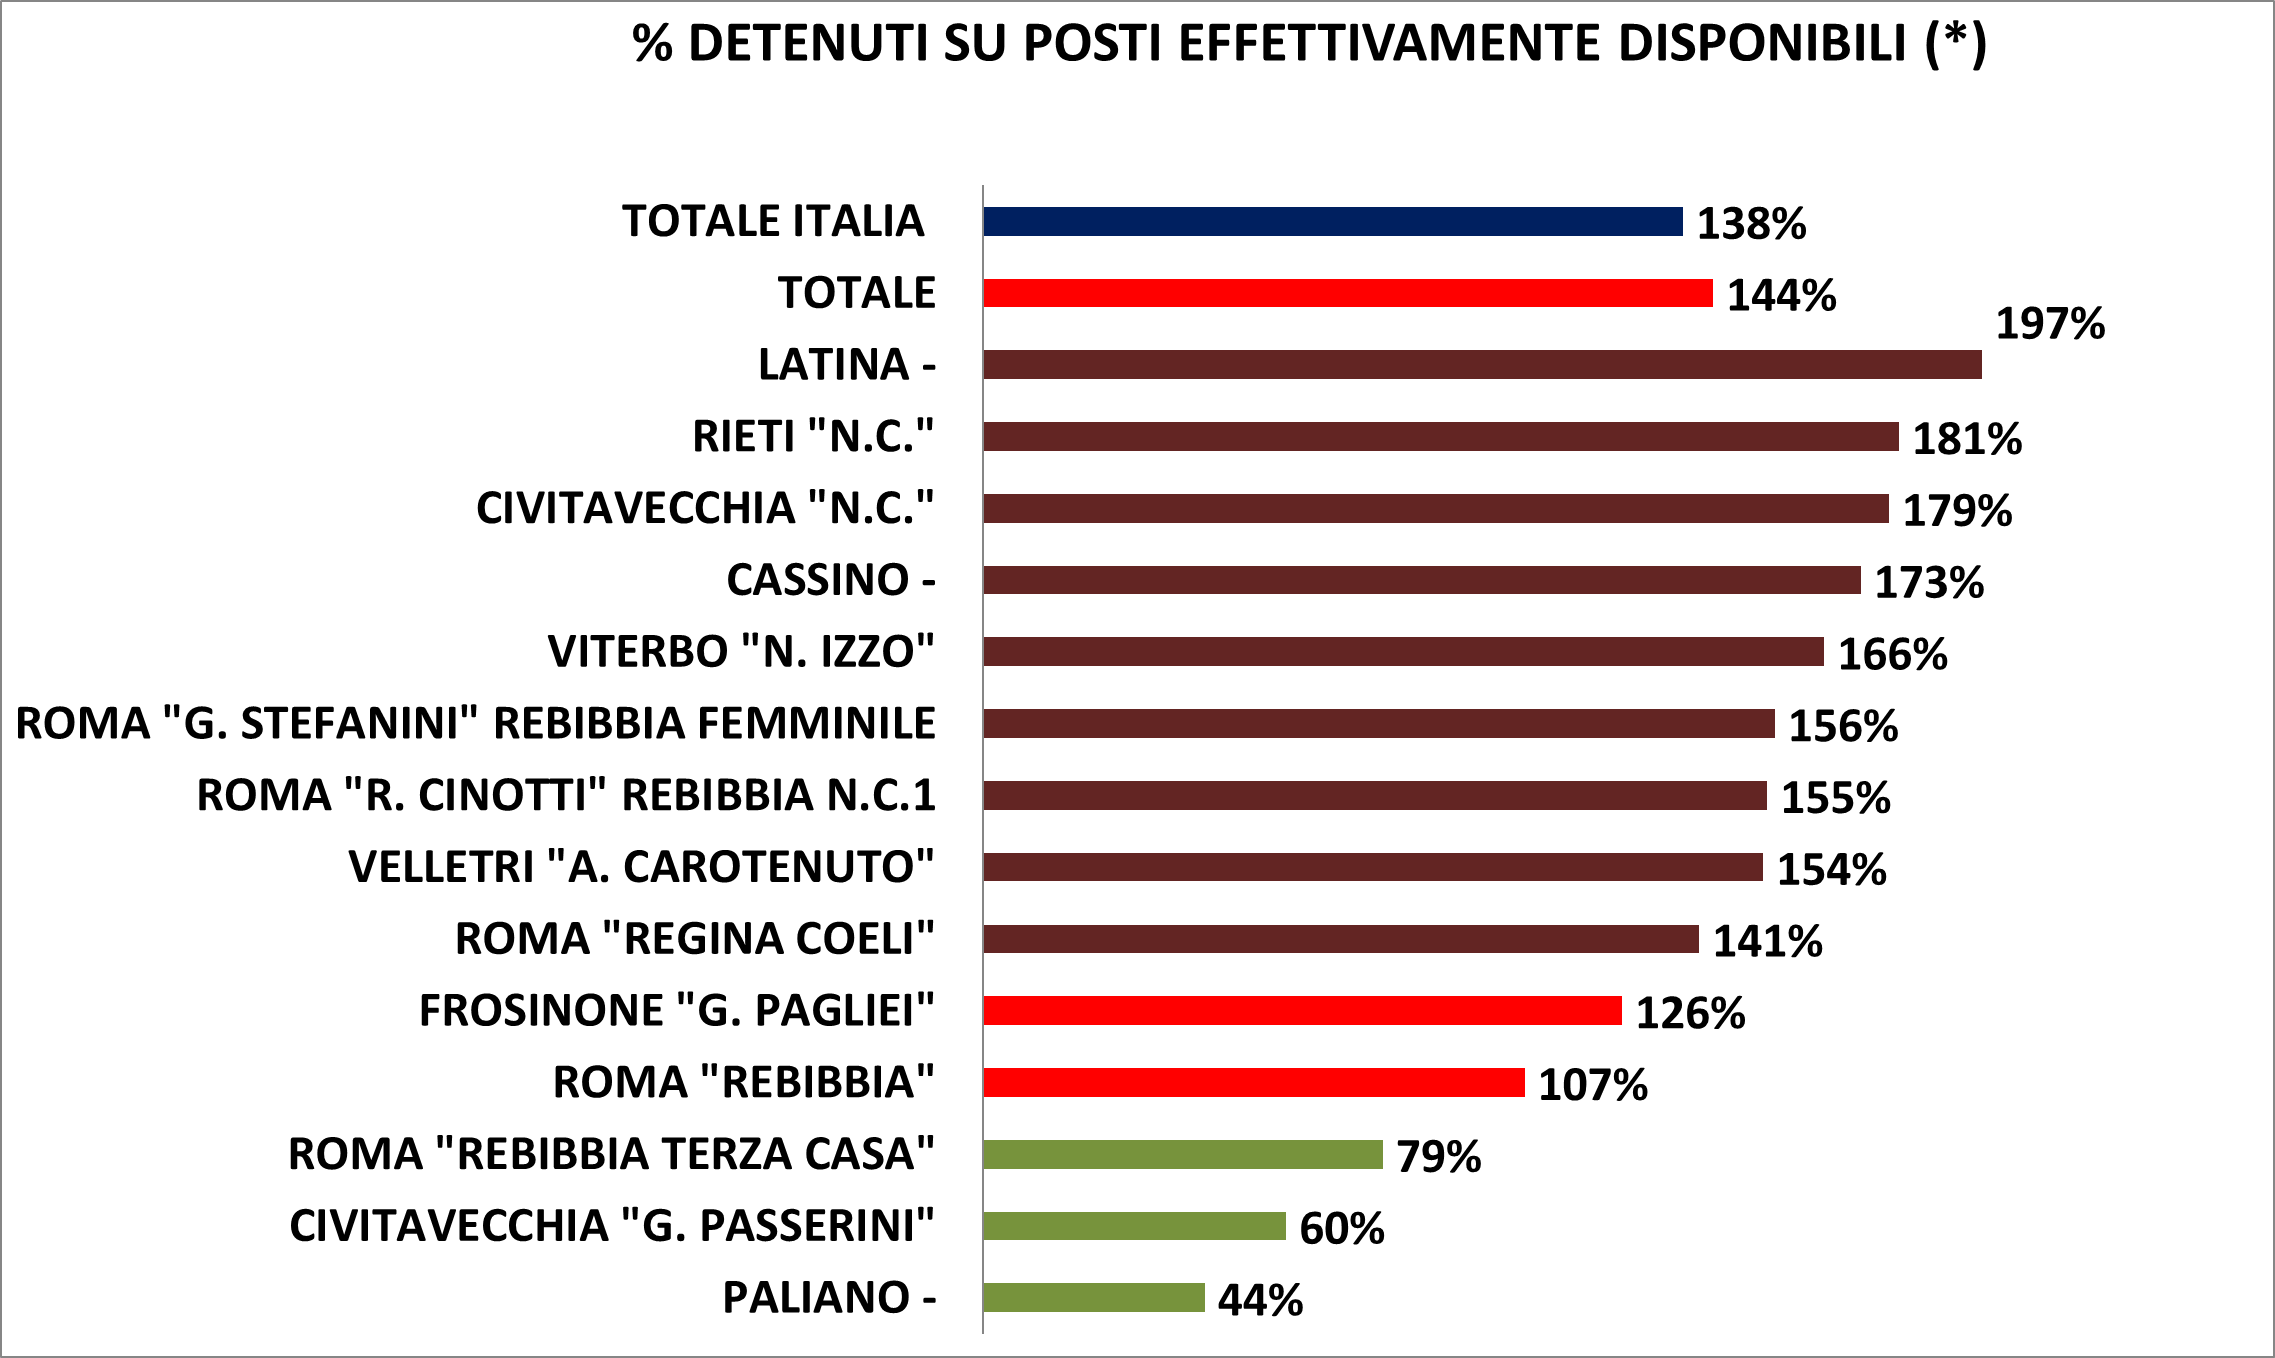 % DETENUTI SU POSTI EFFETTIVAMENTE DISPONIBILI (*)
TOTALE ITALIA 138%
TOTALE 144%
LATINA - 197%
RIETI "N.C." 181%
CIVITAVECCHIA "N.C." 179%
CASSINO - 173%
VITERBO "N. IZZO" 166%
ROMA "G. STEFANINI" REBIBBIA FEMMINILE 156%
ROMA "R. CINOTTI" REBIBBIA N.C.1 155%
VELLETRI "A. CAROTENUTO" 154%
ROMA "REGINA COELI" 141%
FROSINONE "G. PAGLIEI" 126%
ROMA "REBIBBIA" 107%
ROMA "REBIBBIA TERZA CASA" 79%
CIVITAVECCHIA "G. PASSERINI" 60%
PALIANO - 44%